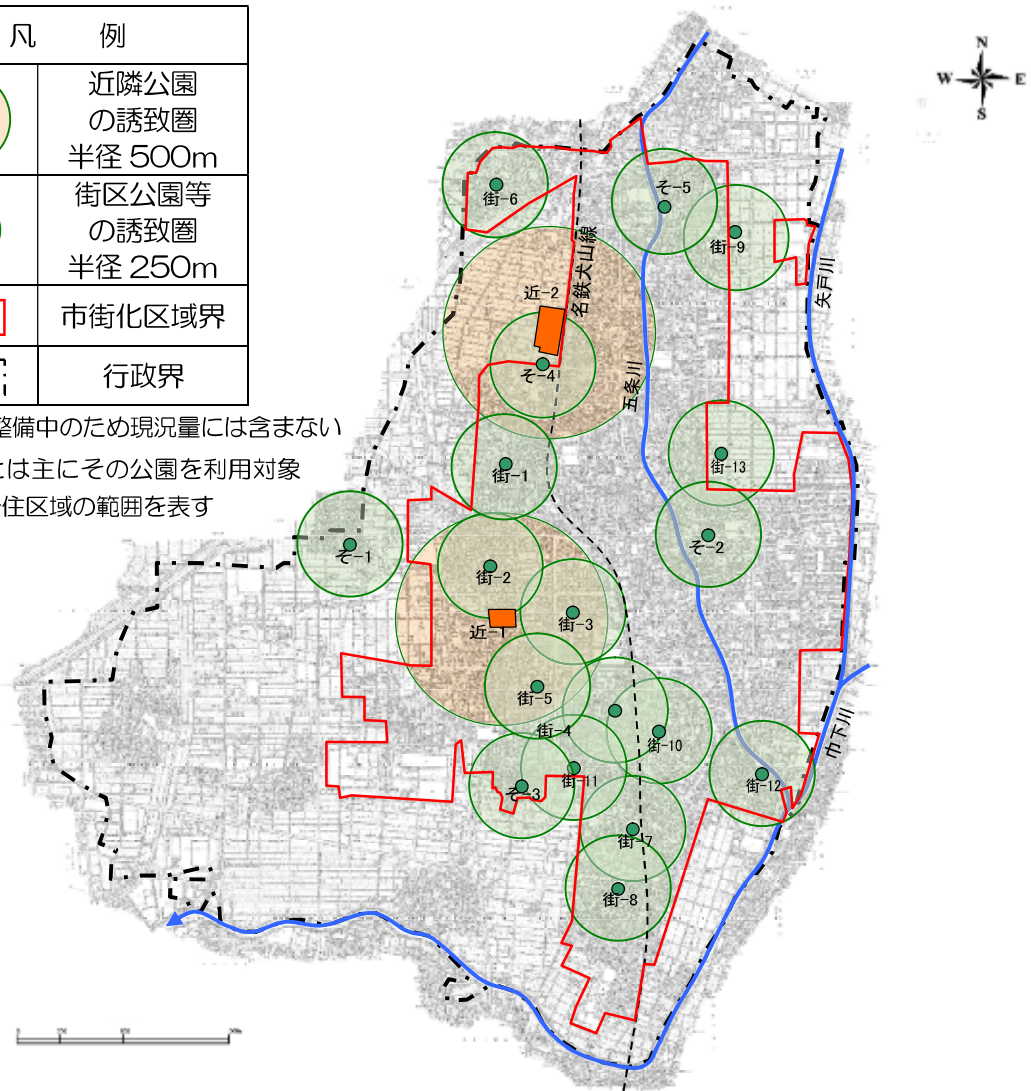 凡 例
近隣公園
の誘致圏
半径 500m
街区公園等
の誘致圏
半径 250m
市街化区域界
行政界
整備中のため現況量には含まない
は主にその公園を利用対象
住区域の範囲を表す
N
W E
S
街-6
そ-5
街-9
名鉄犬山線
矢戸川
近-2
そ-4
五条川
街-1
街-13
そ-1
そ-2
街-2
近-1
街-3
街-5
街-4
街-10
巾下川
街-11
そ-3
街-12
街-7
街-8